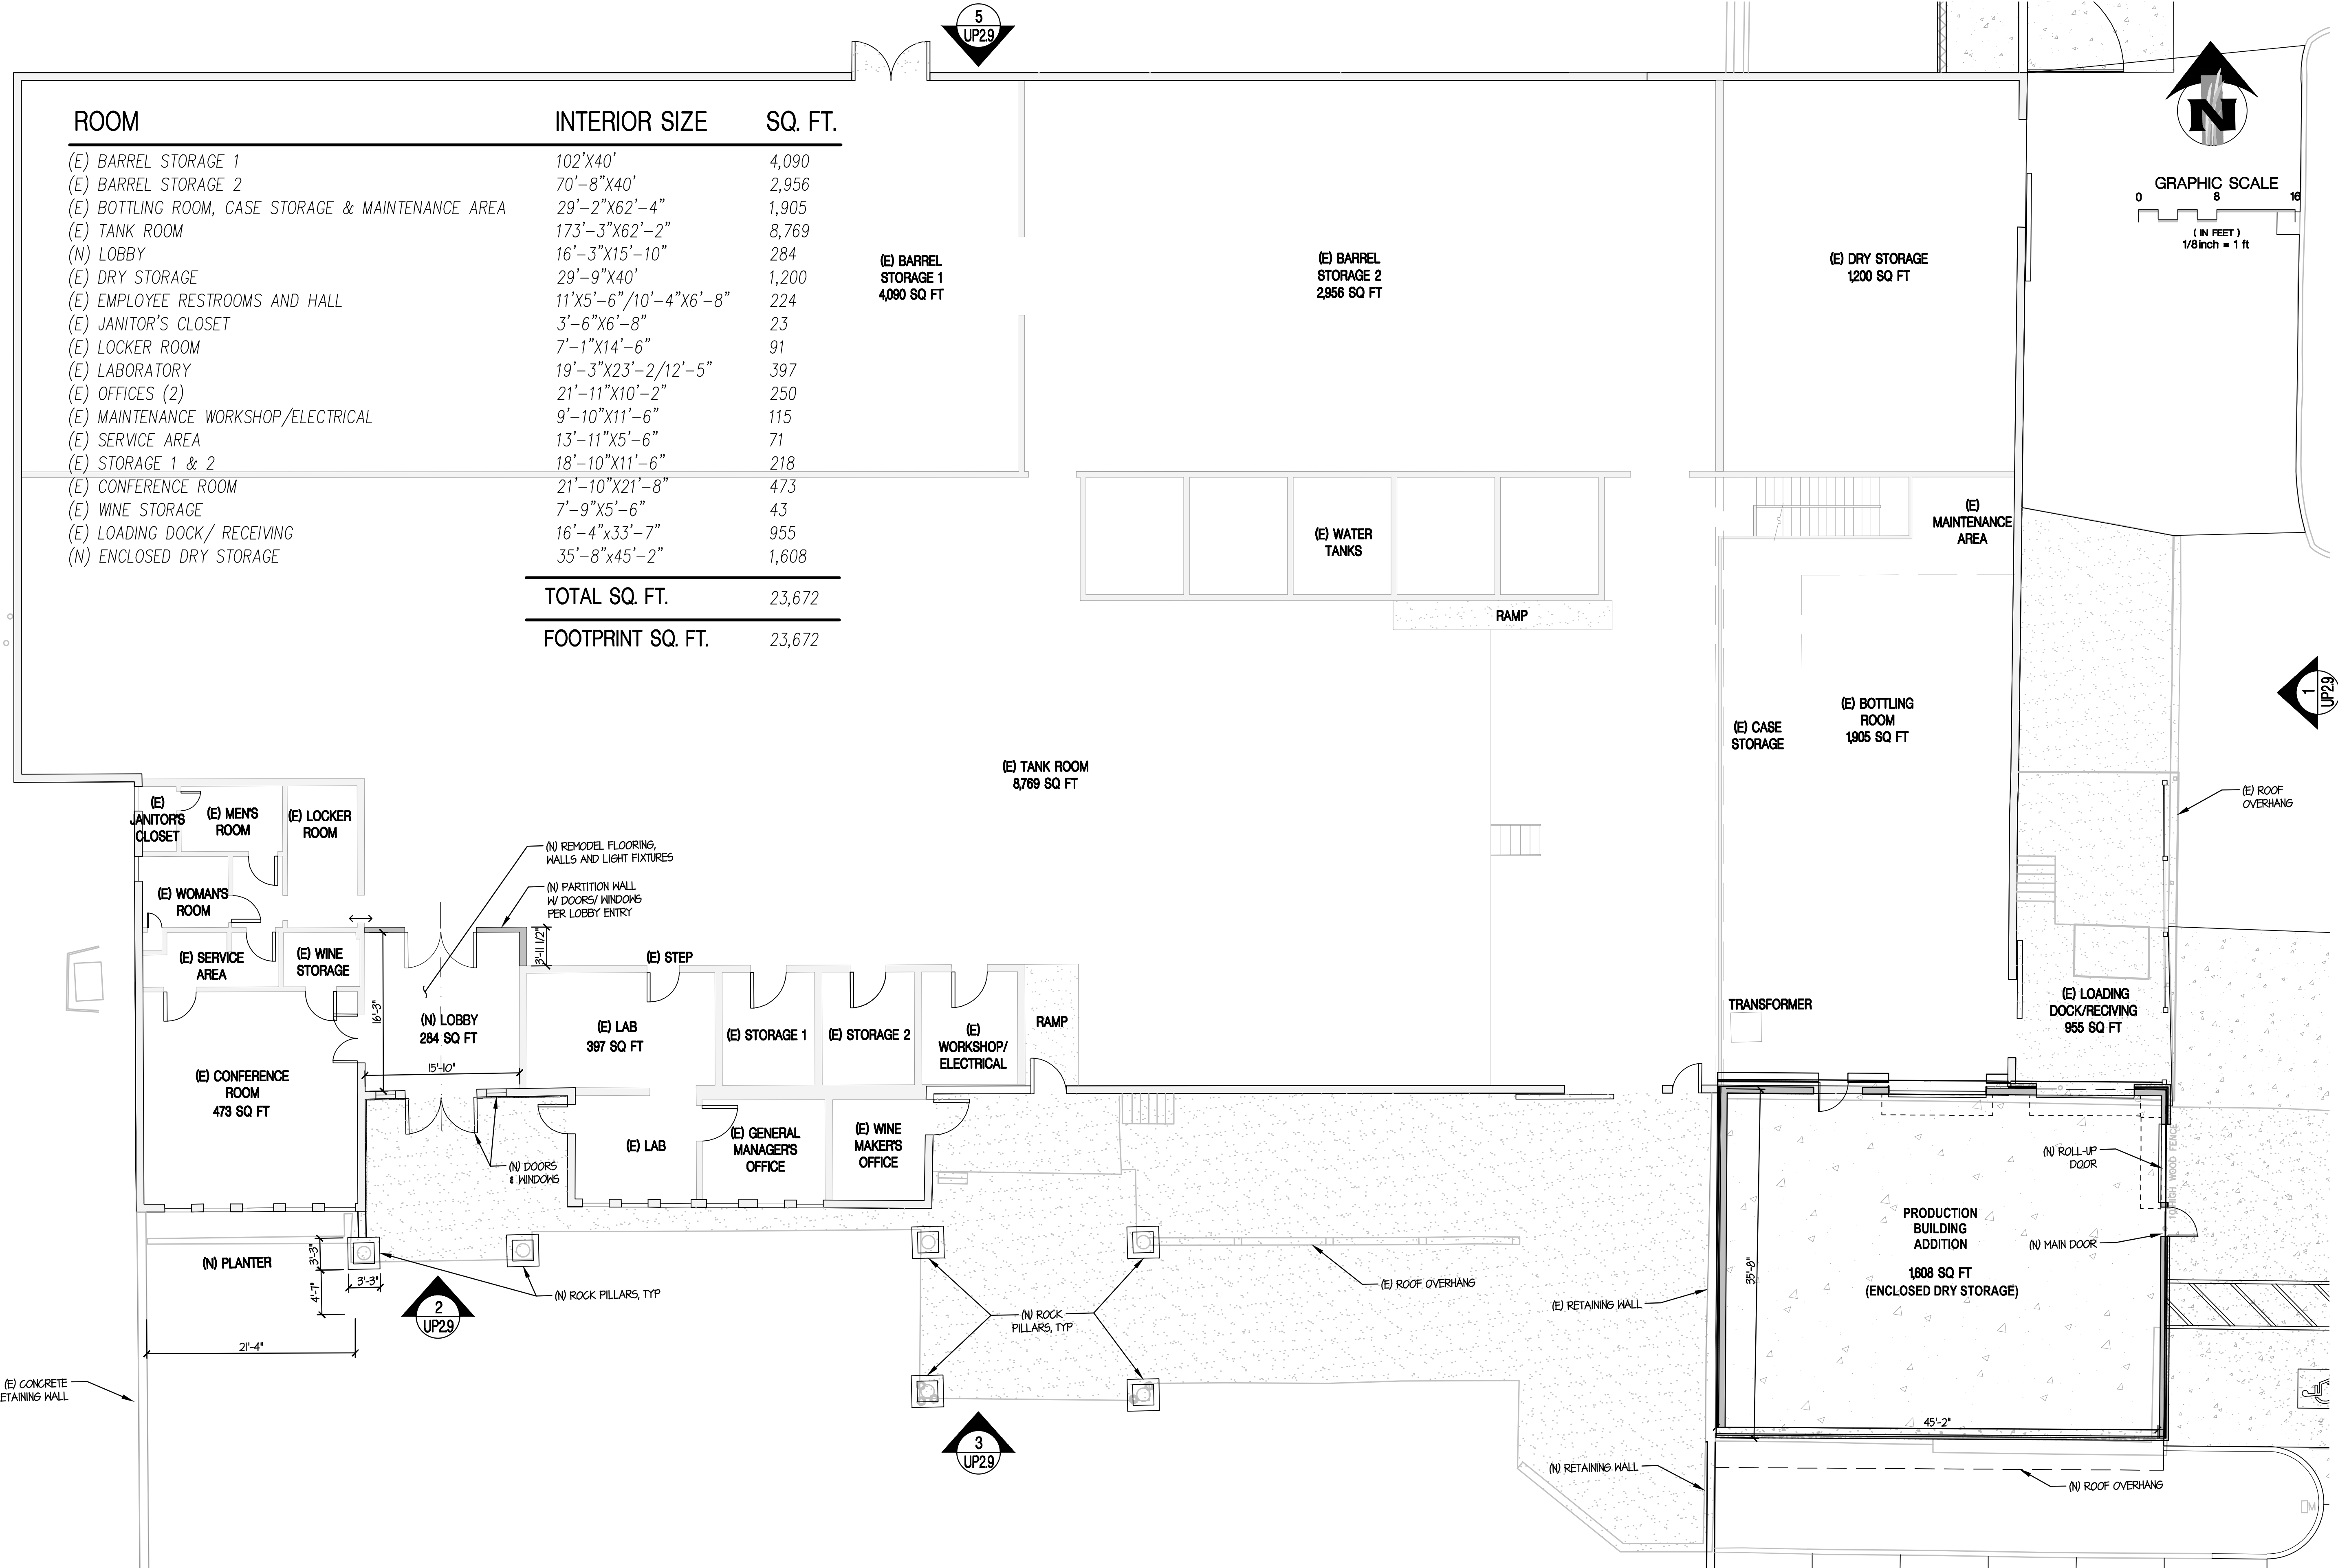 5
UP2.9
ROOM INTERIOR SIZE SQ. FT.
(E) BARREL STORAGE 1 102'X40' 4,090
(E) BARREL STORAGE 2 70'-8"X40' 2,956
(E) BOTTLING ROOM, CASE STORAGE & MAINTENANCE AREA 29'-2"X62'-4" 1,905
(E) TANK ROOM 173'-3"X62'-2" 8,769
(N) LOBBY 16'-3"X15'-10" 284
(E) DRY STORAGE 29'-9"X40' 1,200
(E) EMPLOYEE RESTROOMS AND HALL 11'X5'-6"/10'-4"X6'-8" 224
(E) JANITOR'S CLOSET 3'-6"X6'-8" 23
(E) LOCKER ROOM 7'-1"X14'-6" 91
(E) LABORATORY 19'-3"X23'-2/12'-5" 397
(E) OFFICES (2) 21'-11"X10'-2" 250
(E) MAINTENANCE WORKSHOP/ELECTRICAL 9'-10"X11'-6" 115
(E) SERVICE AREA 13'-11"X5'-6" 71
(E) STORAGE 1 & 2 18'-10"X11'-6" 218
(E) CONFERENCE ROOM 21'-10"X21'-8" 473
(E) WINE STORAGE 7'-9"X5'-6" 43
(E) LOADING DOCK/ RECEIVING 16'-4"x33'-7" 955
(N) ENCLOSED DRY STORAGE 35'-8"x45'-2" 1,608
TOTAL SQ. FT. 23,672
FOOTPRINT SQ. FT. 23,672
(E) BARREL
STORAGE 1
4,090 SQ FT
(E) BARREL
STORAGE 2
2,956 SQ FT
(E) DRY STORAGE
1,200 SQ FT
N
GRAPHIC SCALE
0 8 16
( IN FEET )
1/8inch = 1 ft
(E) WATER
TANKS
RAMP
(E)
MAINTENANCE
AREA
1
UP2.9
(E) CASE
STORAGE
(E) BOTTLING
ROOM
1,905 SQ FT
(E) TANK ROOM
8,769 SQ FT
(E) ROOF
OVERHANG
(E)
JANITOR'S
CLOSET
(E) MEN'S
ROOM
(E) LOCKER
ROOM
(E) WOMAN'S
ROOM
(N) REMODEL FLOORING,
WALLS AND LIGHT FIXTURES
(N) PARTITION WALL
W/ DOORS/ WINDOWS
PER LOBBY ENTRY
3'-11 1/2"
(E) SERVICE
AREA
(E) WINE
STORAGE
(E) STEP
16'-3"
(N) LOBBY
284 SQ FT
15'-10"
(E) LAB
397 SQ FT
(E) STORAGE 1
(E) STORAGE 2
(E)
WORKSHOP/
ELECTRICAL
RAMP
TRANSFORMER
(E) LOADING
DOCK/RECIVING
955 SQ FT
(E) CONFERENCE
ROOM
473 SQ FT
(N) DOORS
& WINDOWS
(E) LAB
(E) GENERAL
MANAGER'S
OFFICE
(E) WINE
MAKER'S
OFFICE
(N) ROLL-UP
DOOR
10' HIGH WOOD FENCE
PRODUCTION
BUILDING
ADDITION
1,608 SQ FT
(ENCLOSED DRY STORAGE)
(N) MAIN DOOR
35'-8"
45'-2"
(N) PLANTER
3'-3"
4'-7"
3'-3"
21'-4"
2
UP2.9
(N) ROCK PILLARS, TYP
(N) ROCK
PILLARS, TYP
(E) ROOF OVERHANG
(E) RETAINING WALL
(E) CONCRETE
ETAINING WALL
3
UP2.9
(N) RETAINING WALL
(N) ROOF OVERHANG
M